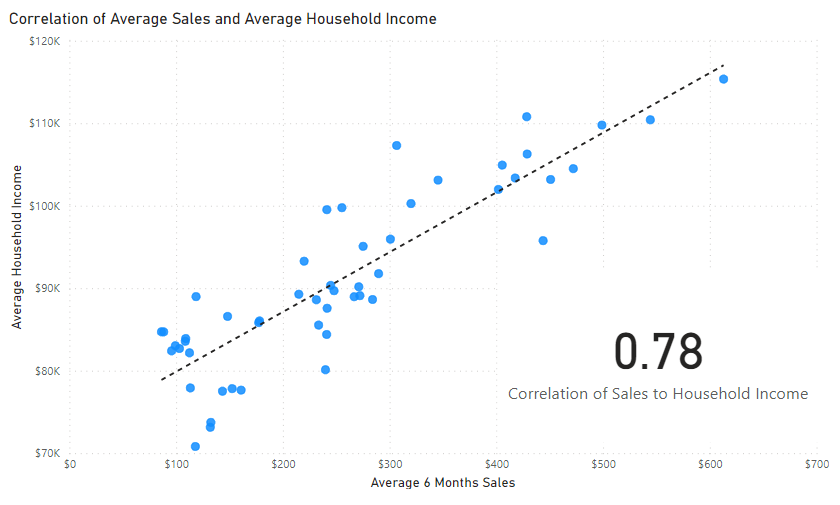 Correlation of Average Sales and Average Household Income
$120K
$110K
$100K
$90K
$80K
$70K
Average Household Income
0.78
Correlation of Sales to Household Income
$0 $100 $200 $300 $400 $500 $600 $700
Average 6 Months Sales